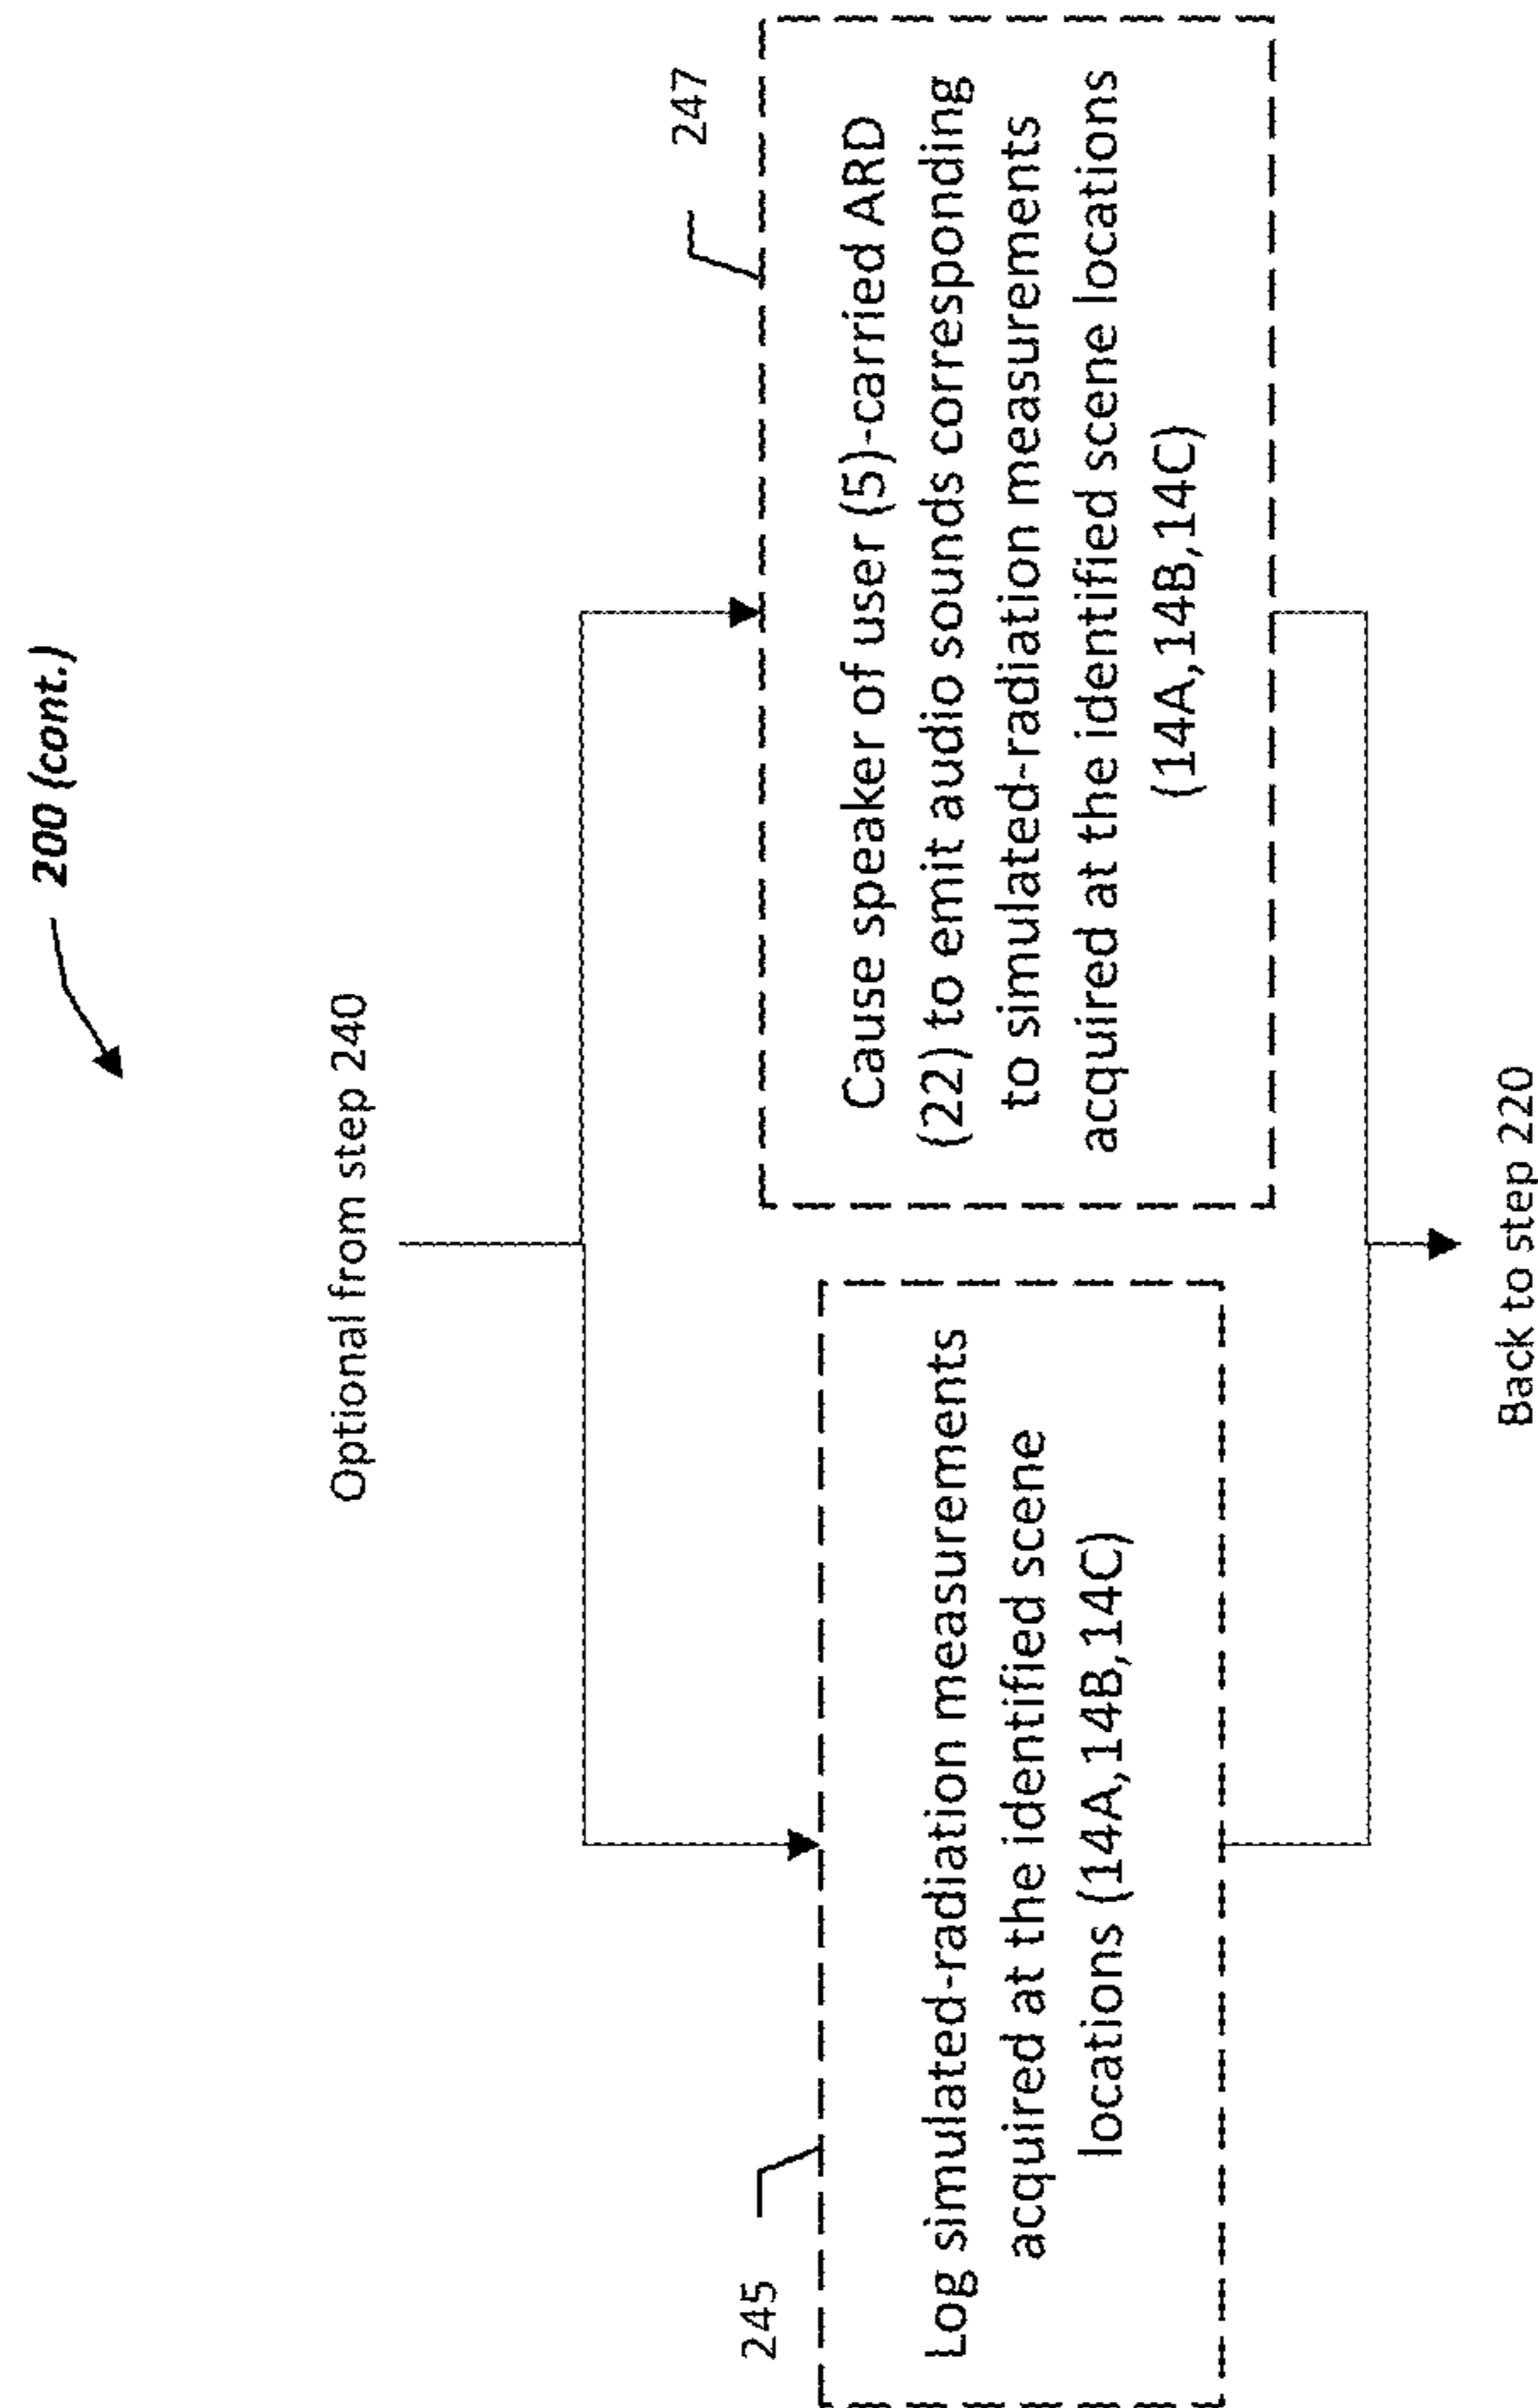 200 (cont.)
Optional from step 240
245
Log simulated-radiation measurements
acquired at the identified scene
locations (14A,14B,14C)
247
Cause speaker of user (5)-carried ARD
(22) to emit audio sounds corresponding
to simulated-radiation measurements
acquired at the identified scene locations
(14A,14B,14C)
Back to step 220